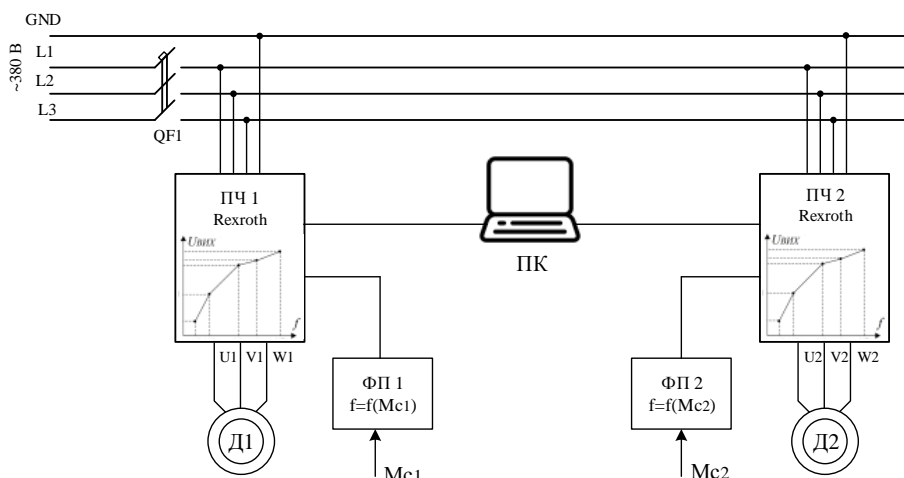 GND
L1
L2
L3
~380 В
QF1
ПЧ 1
Rexroth
Uвих
f
U1
V1
W1
Д1
ПК
ФП 1
f=f(Mc1)
Mc1
ФП 2
f=f(Mc2)
Mc2
ПЧ 2
Rexroth
Uвих
f
U2
V2
W2
Д2